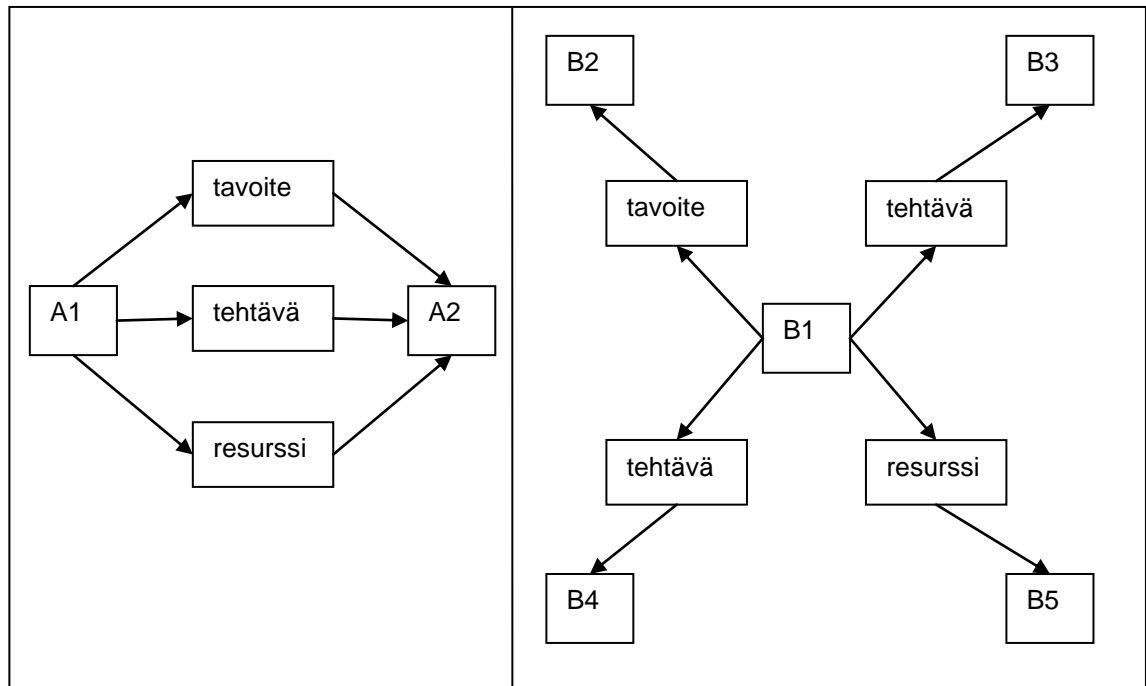 tavoite
A1
tehtävä
A2
resurssi
B2
B3
tavoite
tehtävä
B1
tehtävä
resurssi
B4
B5